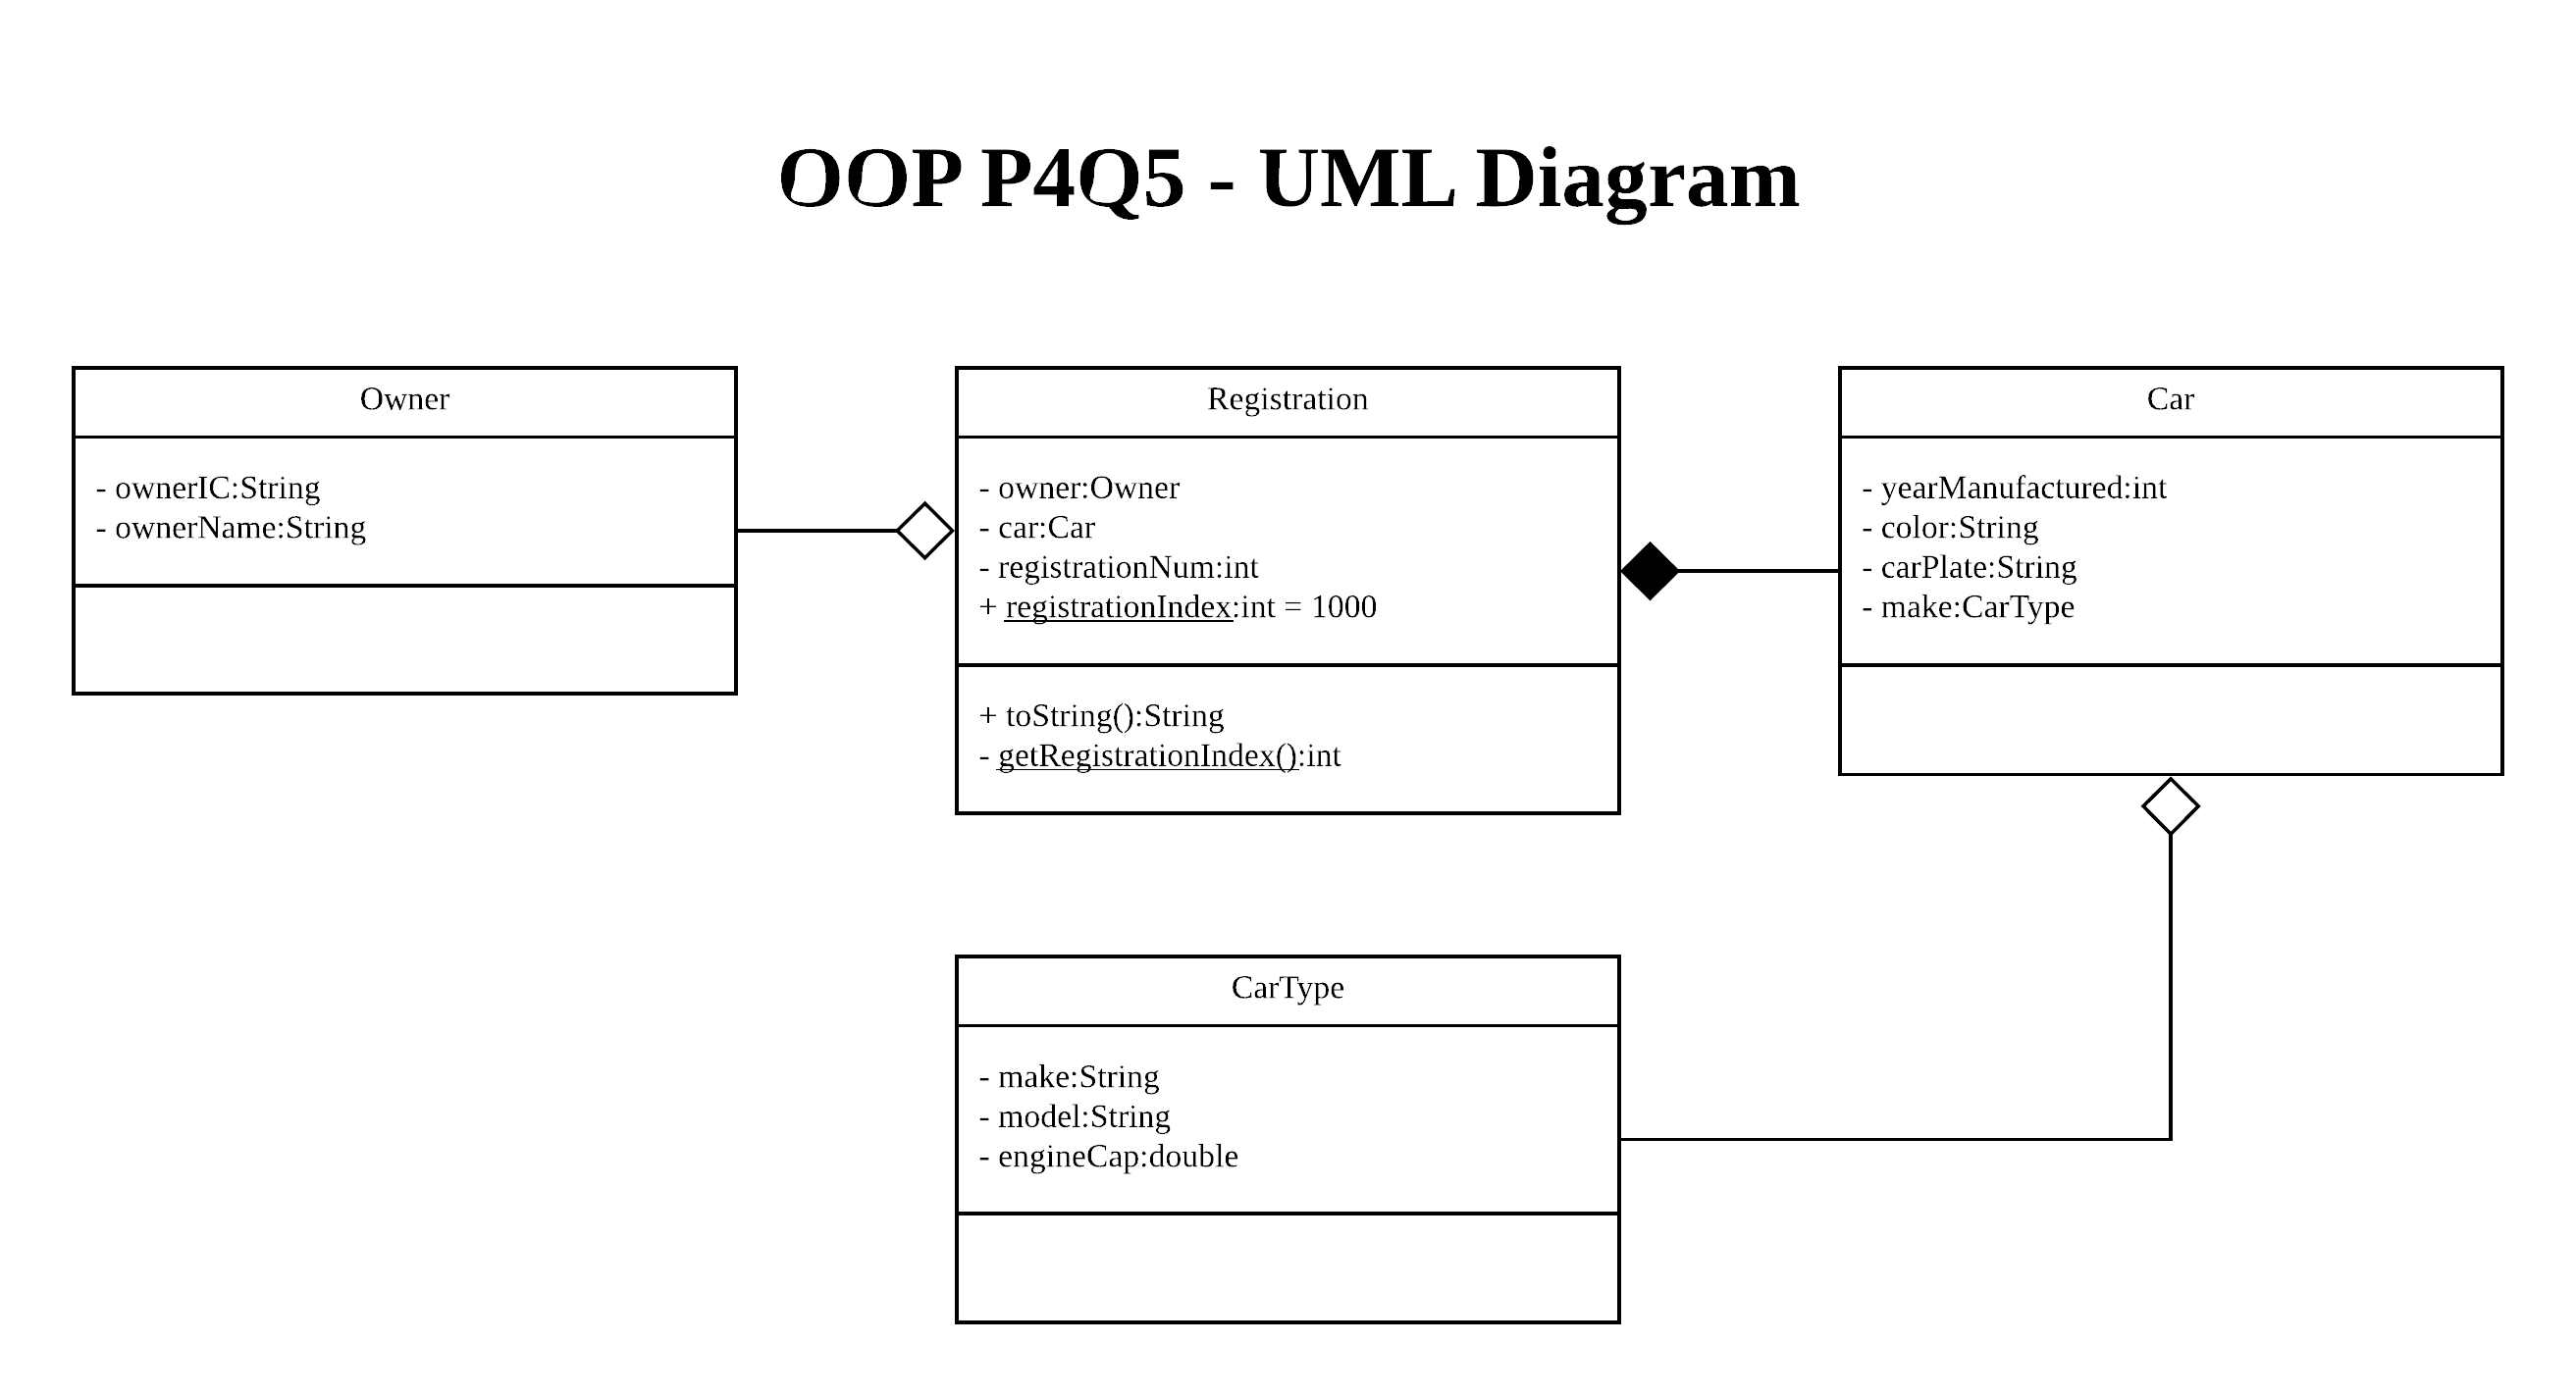 OOP P4Q5 - UML Diagram
Owner
- ownerIC:String
- ownerName:String
Registration
- owner:Owner
- car:Car
- registrationNum:int
+ registrationIndex:int = 1000
+ toString():String
- getRegistrationIndex():int
Car
- yearManufactured:int
- color:String
- carPlate:String
- make:CarType
CarType
- make:String
- model:String
- engineCap:double